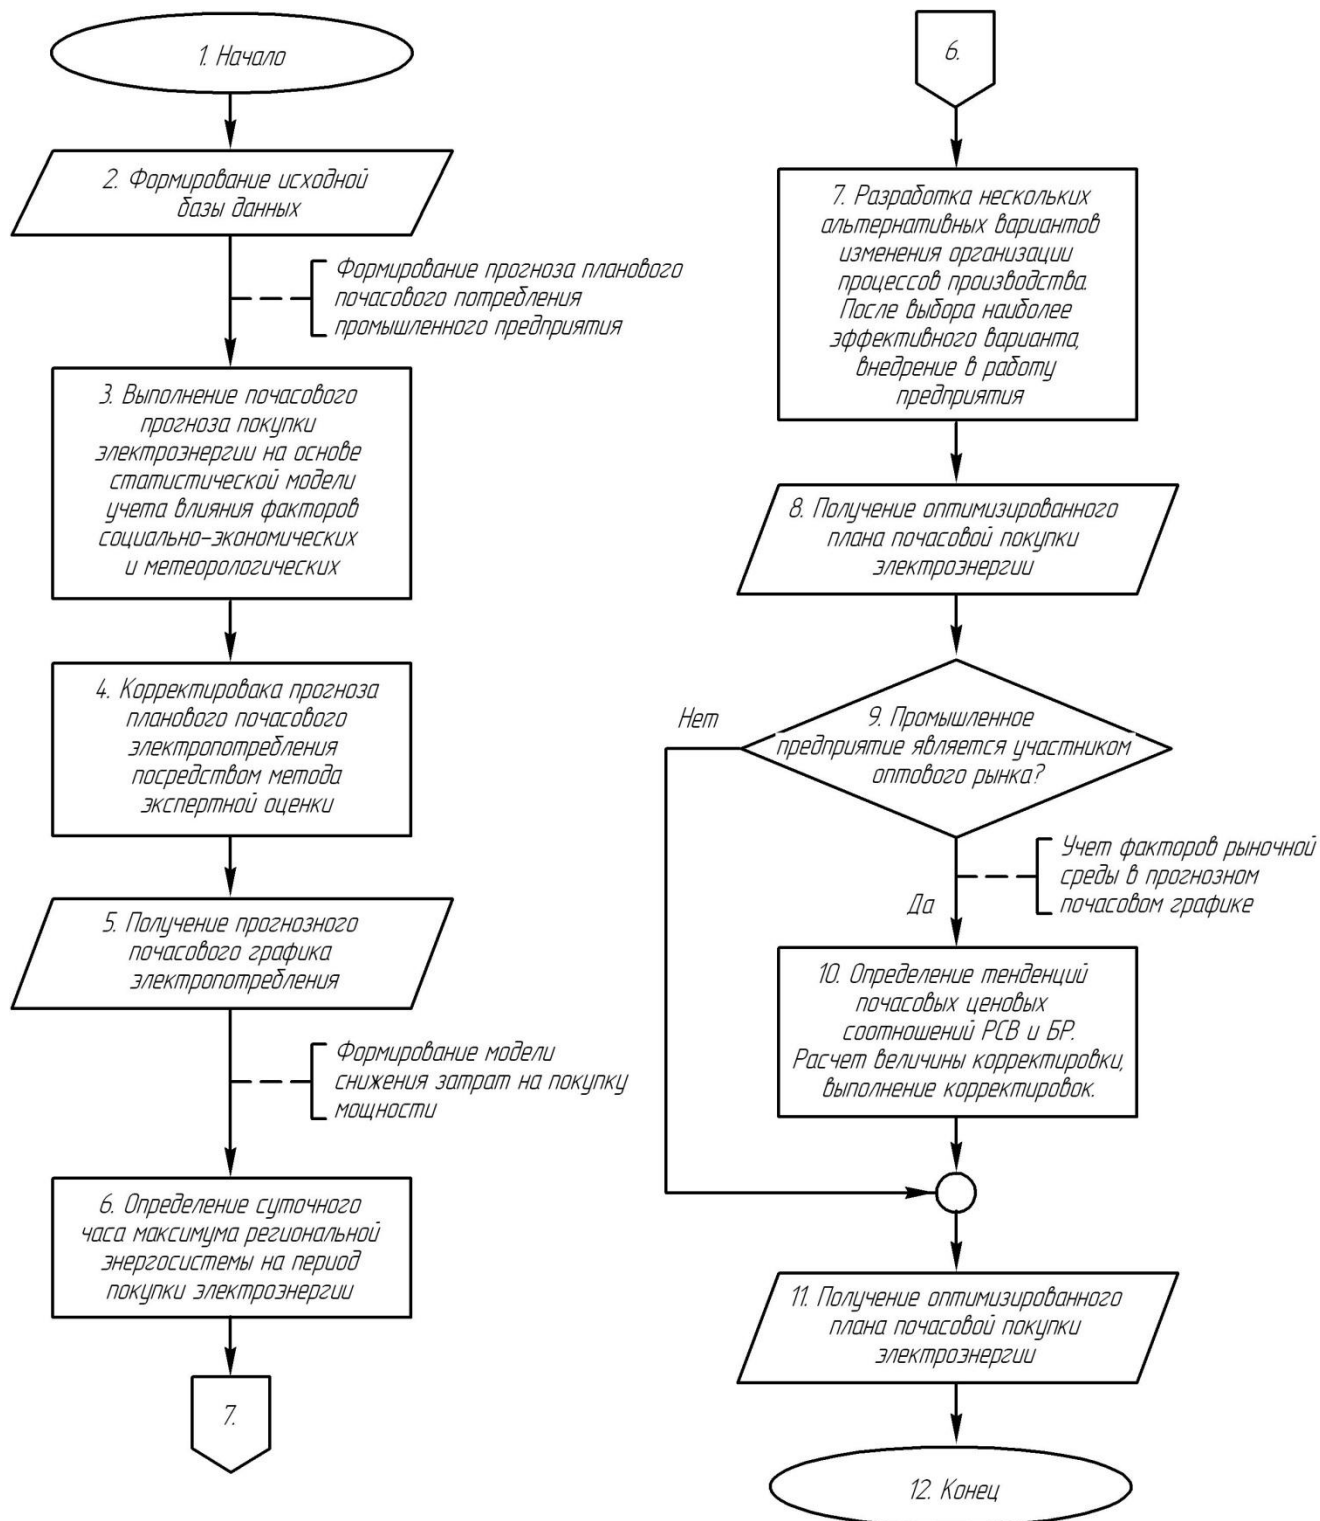 1. Начало
2. Формирование исходной
базы данных
Формирование прогноза планового
почасового потребления
промышленного предприятия
3. Выполнение почасового
прогноза покупки
электроэнергии на основе
статистической модели
учета влияния факторов
социально-экономических
и метеорологических
4. Корректировака прогноза
планового почасового
электропотребления
посредством метода
экспертной оценки
5. Получение прогнозного
почасового графика
электропотребления
Формирование модели
снижения затрат на покупку
мощности
6. Определение суточного
часа максимума региональной
энергосистемы на период
покупки электроэнергии
7.
6.
7. Разработка нескольких
альтернативных вариантов
изменения организации
процессов производства.
После выбора наиболее
эффективного варианта,
внедрение в работу
предприятия
8. Получение оптимизированного
плана почасовой покупки
электроэнергии
9. Промышленное
предприятие является участником
оптового рынка?
Нет
Да
Учет факторов рыночной
среды в прогнозном
почасовом графике
10. Определение тенденций
почасовых ценовых
соотношений РСВ и БР.
Расчет величины корректировки,
выполнение корректировок.
11. Получение оптимизированного
плана почасовой покупки
электроэнергии
12. Конец